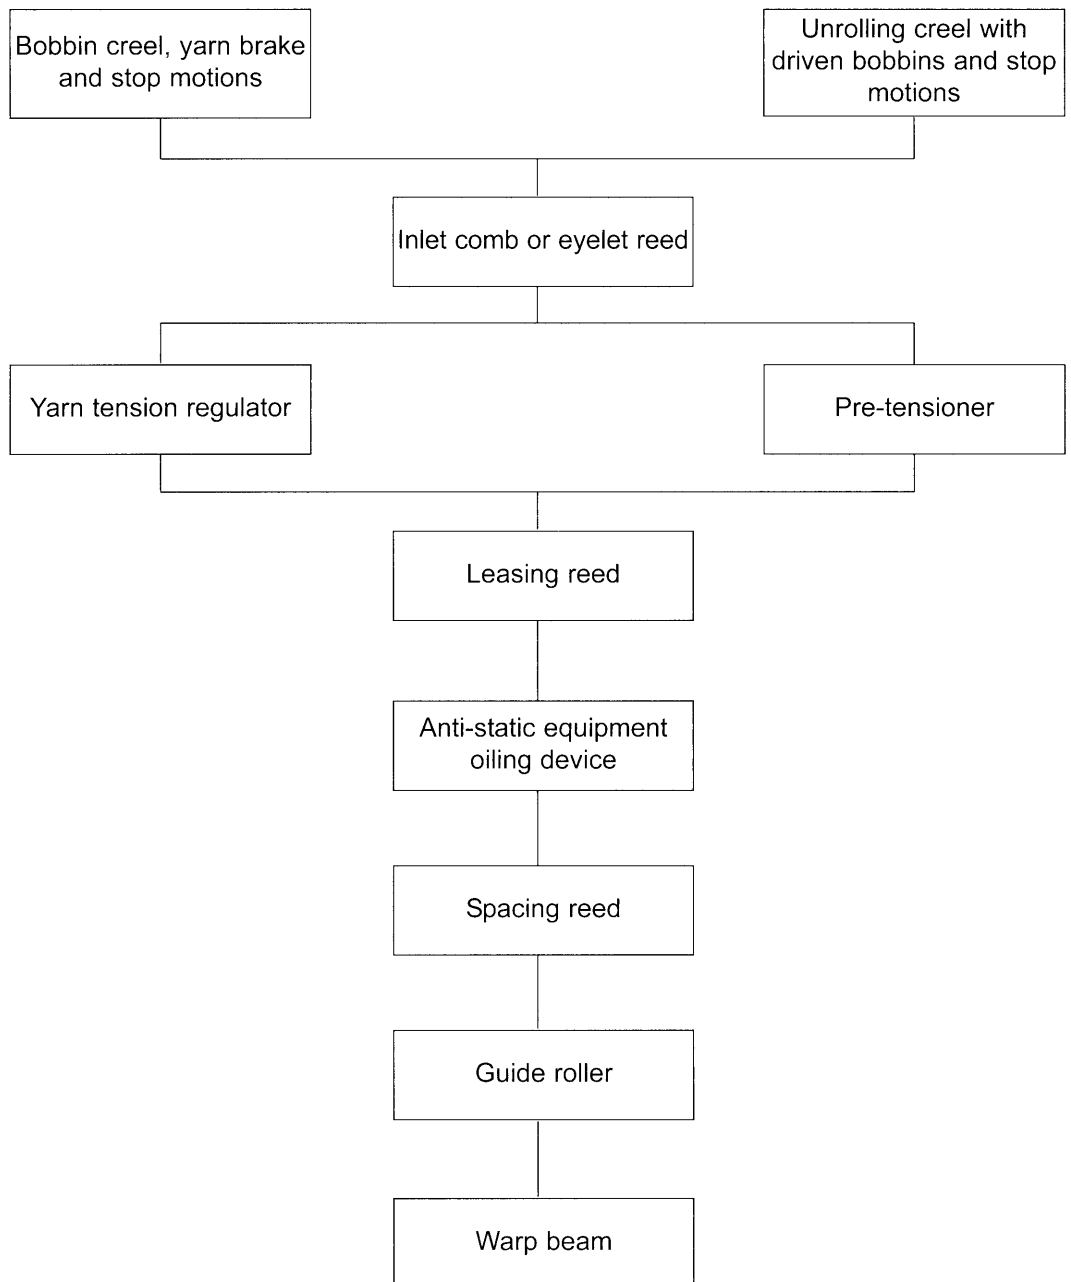 Bobbin creel, yarn brake
and stop motions
Unrolling creel with
driven bobbins and stop
motions
Inlet comb or eyelet reed
Yarn tension regulator
Pre-tensioner
Leasing reed
Anti-static equipment
oiling device
Spacing reed
Guide roller
Warp beam